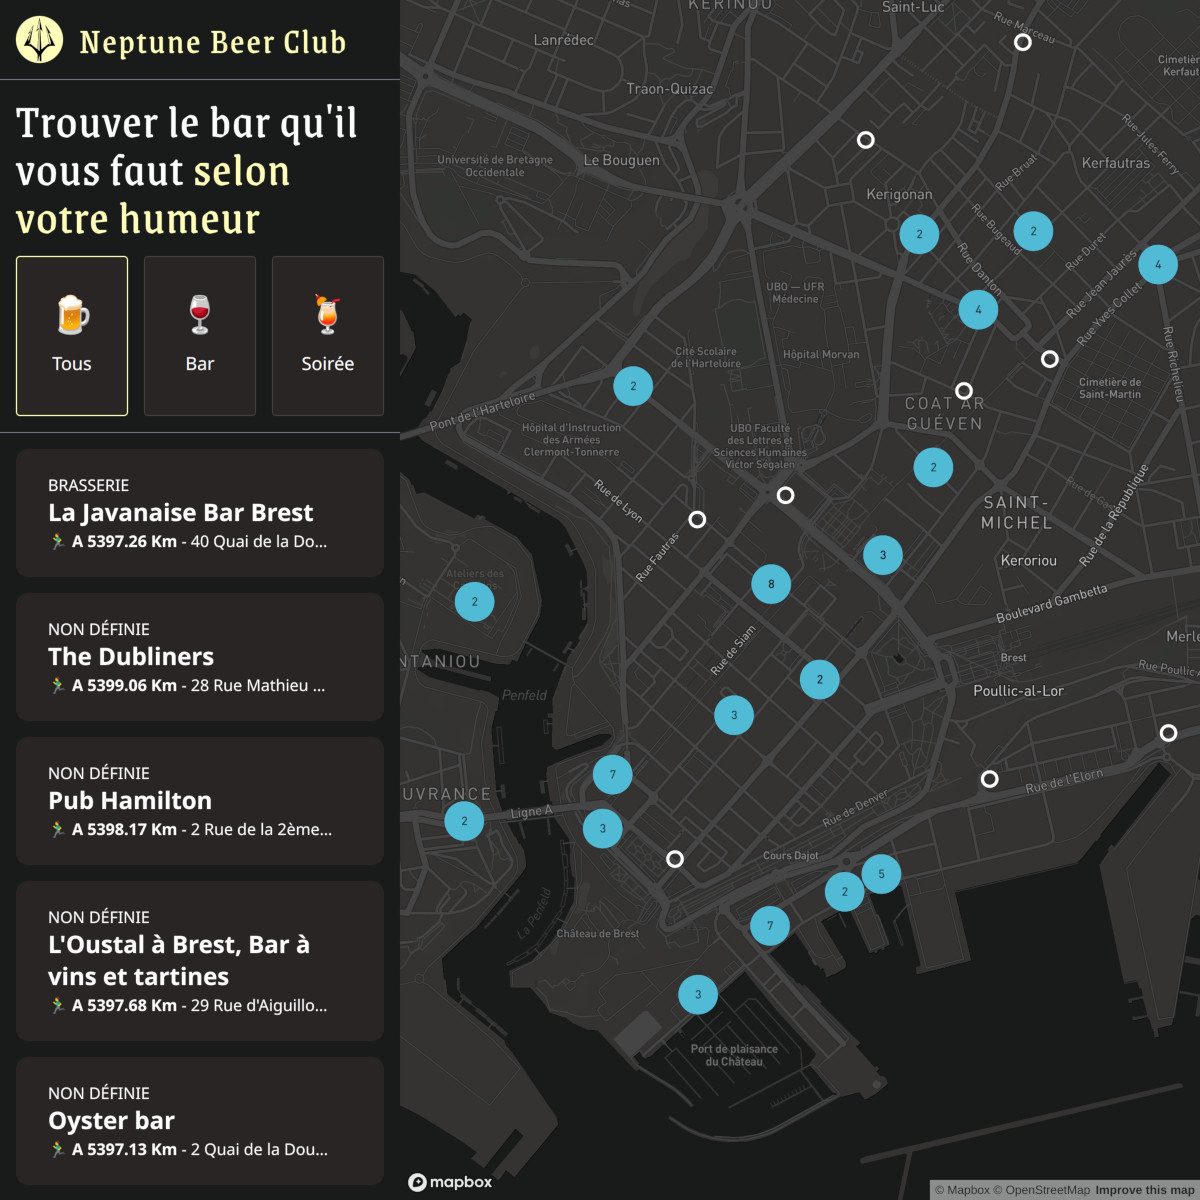 Neptune Beer Club
Trouver le bar qu'il
vous faut selon
votre humeur
Tous
Bar
Soirée
BRASSERIE
La Javanaise Bar Brest
A 5397.26 Km - 40 Quai de la Do...
NON DÉFINIE
The Dubliners
A 5399.06 Km - 28 Rue Mathieu ...
NON DÉFINIE
Pub Hamilton
A 5398.17 Km - 2 Rue de la 2ème...
NON DÉFINIE
L'Oustal à Brest, Bar à
vins et tartines
A 5397.68 Km - 29 Rue d'Aiguillo...
NON DÉFINIE
Oyster bar
A 5397.13 Km - 2 Quai de la Dou...
KERINOU
Saint-Luc
Rue Marceau
Lanrédec
Cimetièr
Kerfaut
Traon-Quizac
Rue Jules-Ferry
Université de Bretagne
Occidentale
Le Bouguen
Rue Bruat
Kerfautras
Kerigonan
Rue Bugeaud
2
2
Rue Duret
4
Rue Danton
Rue Jean Jaurès
UBO — UFR
Médecine
4
Rue Yves Collet
Cité Scolaire
de l'Harteloire
Hôpital Morvan
Rue Richelieu
2
Cimetière de
Saint-Martin
Pont de l'Harteloire
COAT AR
GUÉVEN
Hôpital d'Instruction
des Armées
Clermont-Tonnerre
UBO Faculté
des Lettres et
Sciences Humaines
Victor Ségalen
2
Rue de Lyon
SAINT-
MICHEL
Rue de la République
Rue Fautras
3
Keroriou
Ateliers des
8
2
Boulevard Gambetta
Rue de Siam
Merle
NTANIOU
Brest
Rue Poullic A
2
Penfeld
Poullic-al-Lor
3
7
Rue de l'Elorn
UVRANCE
Ligne A
Rue de Denver
2
3
Cours Dajot
5
2
La Penfeld
7
Château de Brest
3
Port de plaisance
du Château
mapbox
© Mapbox © OpenStreetMap Improve this map